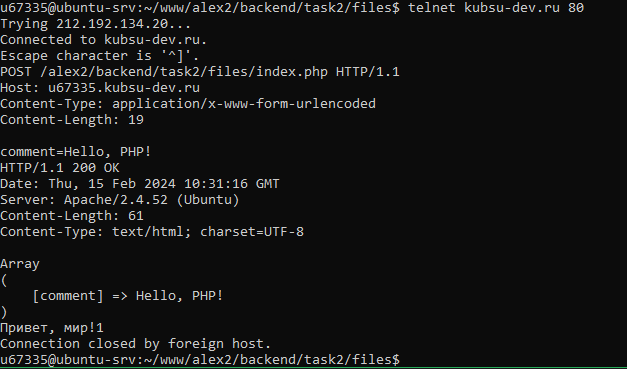 u67335@ubuntu-srv:~/www/alex2/backend/task2/files$ telnet kubsu-dev.ru 80
Trying 212.192.134.20...
Connected to kubsu-dev.ru.
Escape character is '^]'.
POST /alex2/backend/task2/files/index.php HTTP/1.1
Host: u67335.kubsu-dev.ru
Content-Type: application/x-www-form-urlencoded
Content-Length: 19

comment=Hello, PHP!
HTTP/1.1 200 OK
Date: Thu, 15 Feb 2024 10:31:16 GMT
Server: Apache/2.4.52 (Ubuntu)
Content-Length: 61
Content-Type: text/html; charset=UTF-8

Array
(
    [comment] => Hello, PHP!
)
Привет, мир!1
Connection closed by foreign host.
u67335@ubuntu-srv:~/www/alex2/backend/task2/files$